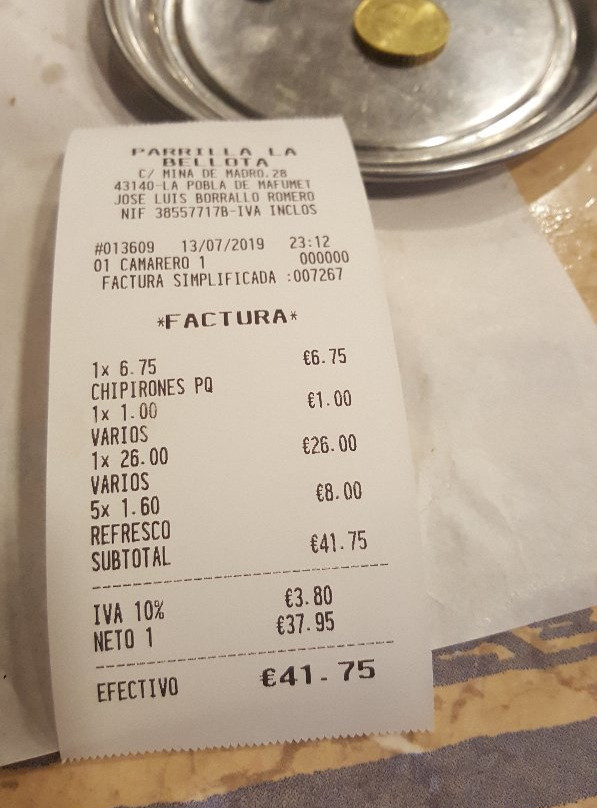 PARRILLA LA
BELLOTA
C/ MINA DE MADRO.28
43140-LA POBLA DE MAFUMET
JOSE LUIS BORRALLO ROMERO
NIF 38557717B-IVA INCLOS
#013609 13/07/2019 23:12
01 CAMARERO 1 000000
FACTURA SIMPLIFICADA :007267
*FACTURA*
1x 6.75 €6.75
CHIPIRONES PQ
1x 1.00 €1.00
VARIOS
1x 26.00 €26.00
VARIOS
5x 1.60 €8.00
REFRESCO
SUBTOTAL €41.75
IVA 10% €3.80
NETO 1 €37.95
EFECTIVO €41.75